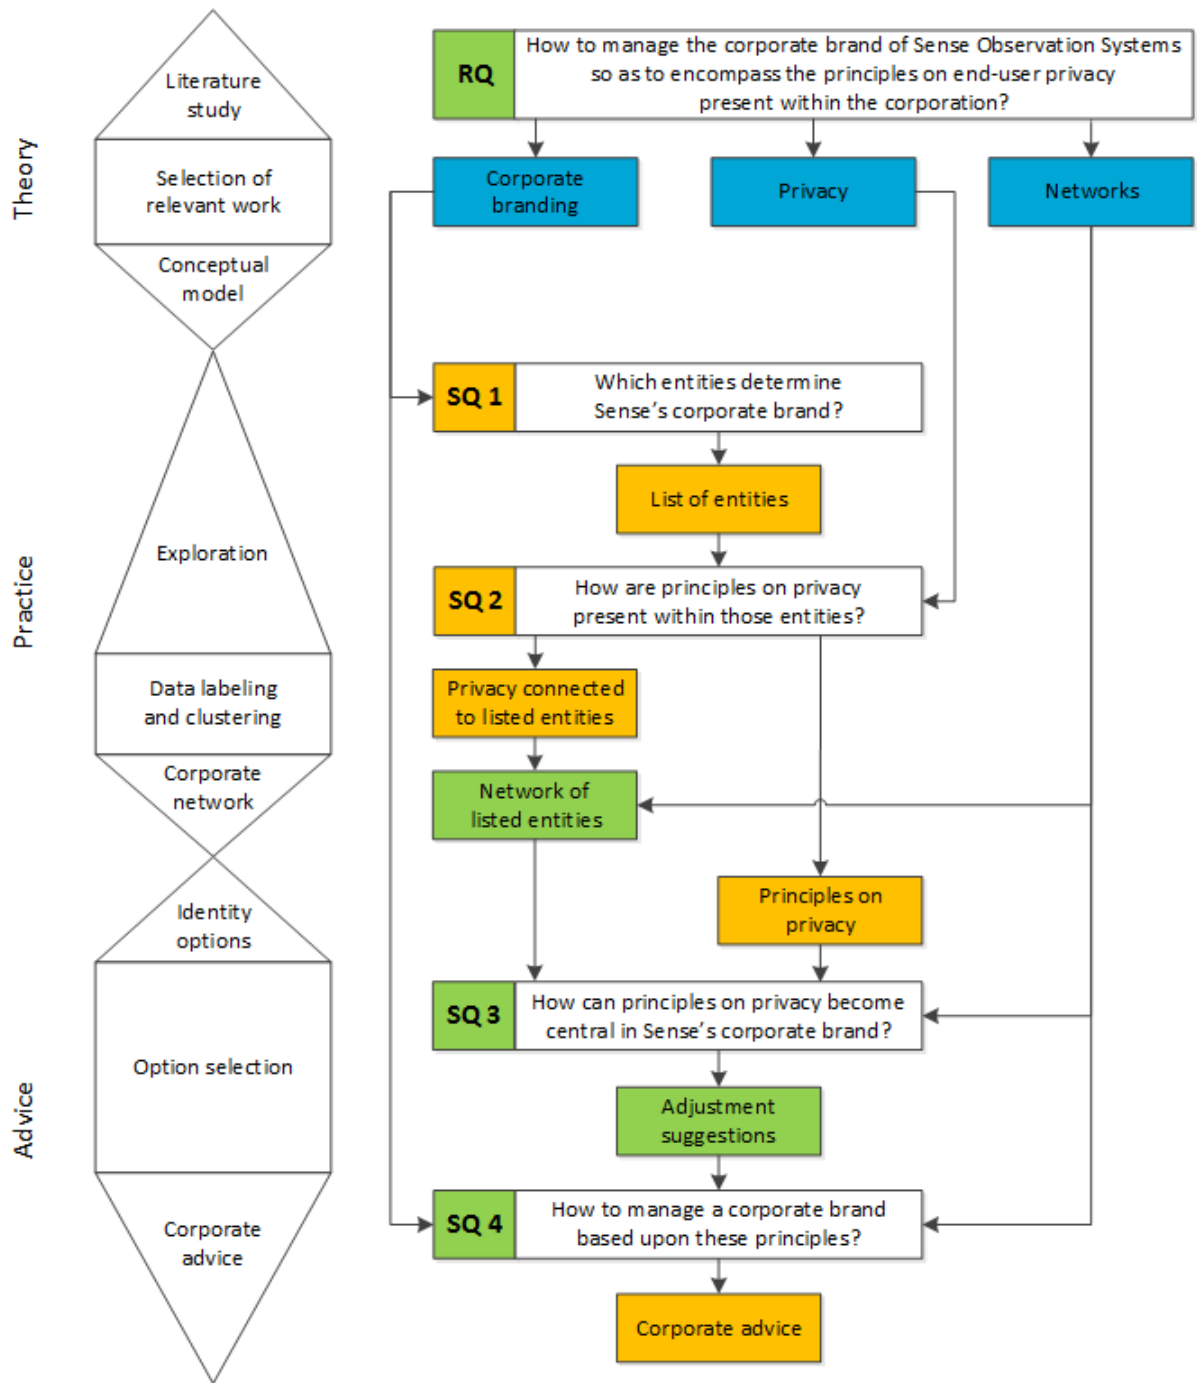 Theory
Literature
study
Selection of
relevant work
Conceptual
model
Practice
Exploration
Data labeling
and clustering
Corporate
network
Advice
Identity
options
Option selection
Corporate
advice
RQ
How to manage the corporate brand of Sense Observation Systems
so as to encompass the principles on end-user privacy
present within the corporation?
Corporate
branding
Privacy
Networks
SQ 1
Which entities determine
Sense's corporate brand?
List of entities
SQ 2
How are principles on privacy
present within those entities?
Privacy connected
to listed entities
Network of
listed entities
Principles on
privacy
SQ 3
How can principles on privacy become
central in Sense's corporate brand?
Adjustment
suggestions
SQ 4
How to manage a corporate brand
based upon these principles?
Corporate advice